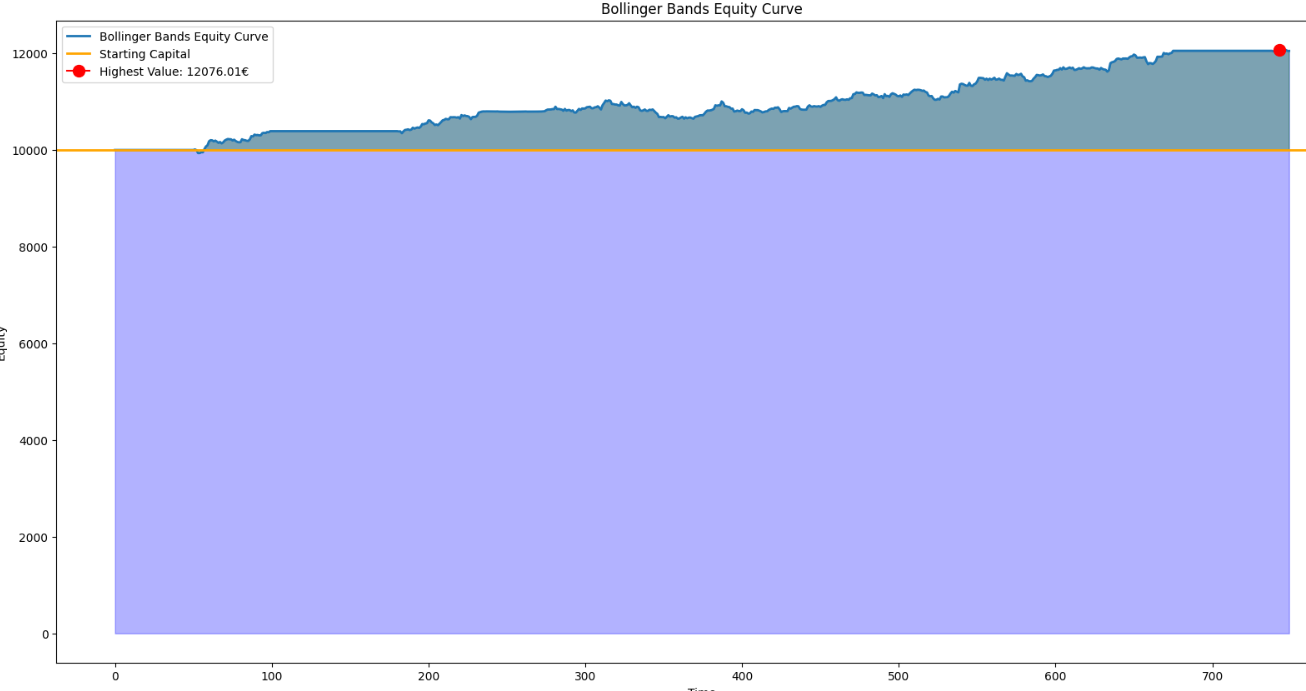 Bollinger Bands Equity Curve
Bollinger Bands Equity Curve
Starting Capital
Highest Value: 12076.01€
12000
10000
8000
6000
4000
2000
0
Equity
0 100 200 300 400 500 600 700
Time